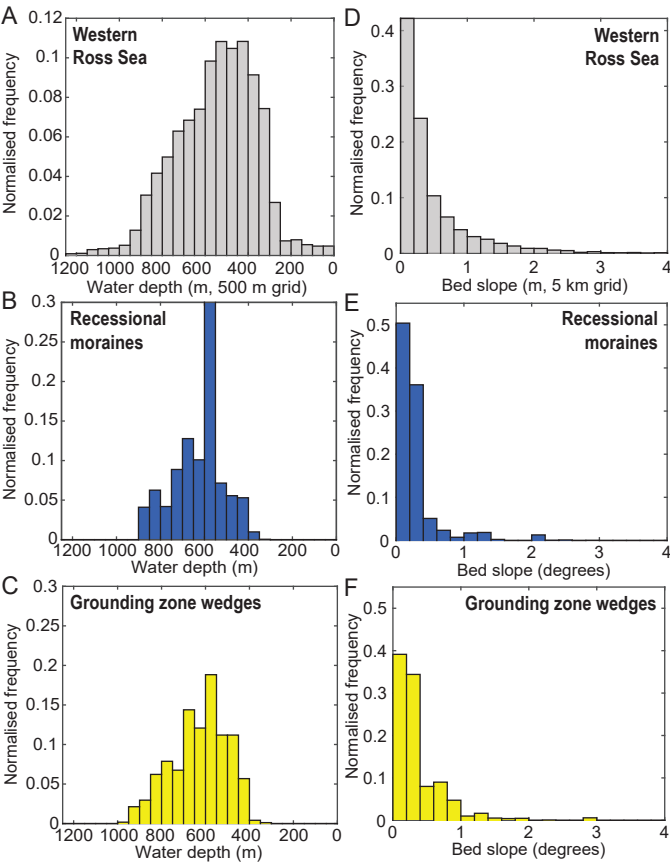 A
Western
Ross Sea
0.12
0.1
0.08
0.06
0.04
0.02
0
Normalised frequency
1200 1000 800 600 400 200 0
Water depth (m, 500 m grid)
D
Western
Ross Sea
0.4
0.3
0.2
0.1
0
Normalised frequency
0 1 2 3 4
Bed slope (m, 5 km grid)
B
Recessional
moraines
0.3
0.25
0.2
0.15
0.1
0.05
0
Normalised frequency
1200 1000 800 600 400 200 0
Water depth (m)
E
Recessional
moraines
0.5
0.4
0.3
0.2
0.1
0
Normalised frequency
0 1 2 3 4
Bed slope (degrees)
C
Grounding zone wedges
0.3
0.25
0.2
0.15
0.1
0.05
0
Normalised frequency
1200 1000 800 600 400 200 0
Water depth (m)
F
Grounding zone wedges
0.5
0.4
0.3
0.2
0.1
0
Normalised frequency
0 1 2 3 4
Bed slope (degrees)